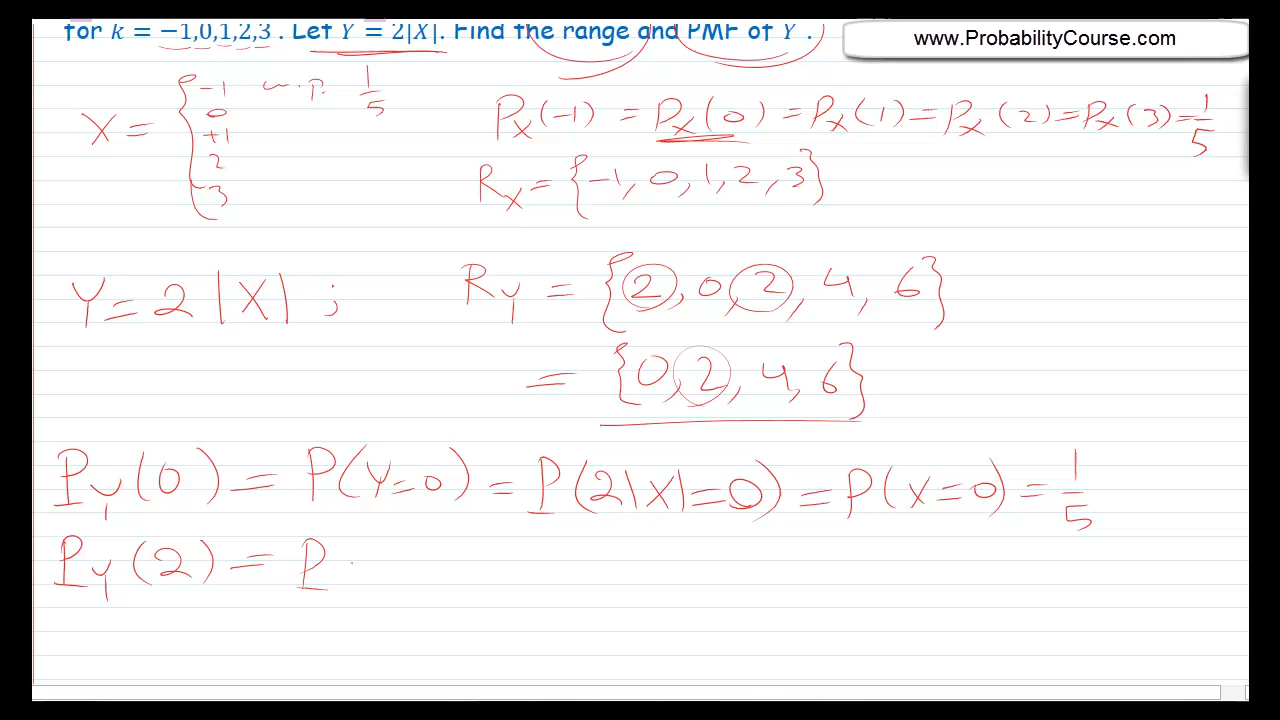 for k = −1,0,1,2,3 . Let Y = 2|X|. Find the range and PMF of Y .
www.ProbabilityCourse.com
X = { -1 w.p. 1/5
0
+1
2
3
P_X(-1) = P_X(0) = P_X(1) = P_X(2) = P_X(3) = 1/5
R_X = {-1, 0, 1, 2, 3}
Y = 2|X| ; R_Y = {2, 0, 2, 4, 6}
= {0, 2, 4, 6}
P_Y(0) = P(Y=0) = P(2|X|=0) = P(X=0) = 1/5
P_Y(2) = P